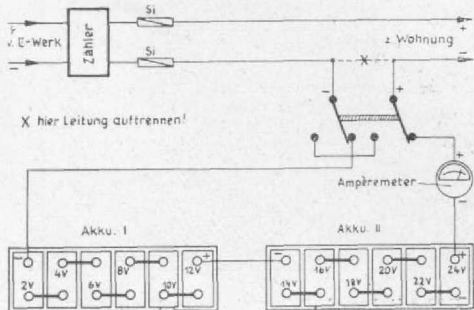 Si
+
+
v. E-Werk
Zähler
z. Wohnung
Si
−
−
X
− +
X hier Leitung auftrennen!
+
Amperemeter
−
Akku. I
Akku. II
− 4V 8V 12V +
2V 6V 10V
− 16V 20V 24V +
14V 18V 22V −